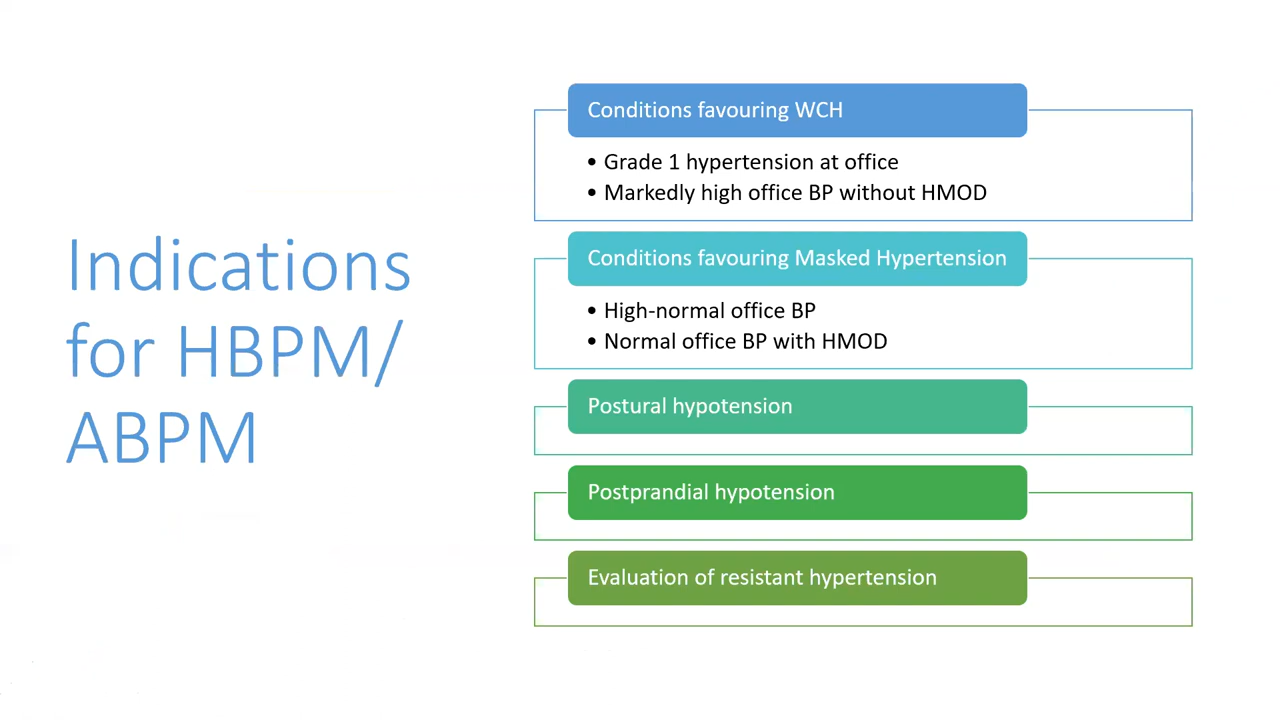 Indications
for HBPM/
ABPM
Conditions favouring WCH
• Grade 1 hypertension at office
• Markedly high office BP without HMOD
Conditions favouring Masked Hypertension
• High-normal office BP
• Normal office BP with HMOD
Postural hypotension
Postprandial hypotension
Evaluation of resistant hypertension